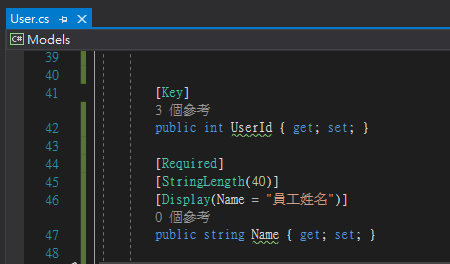 User.cs
C# Models
39
40
41 [Key]
3 個參考
42 public int UserId { get; set; }
43
44 [Required]
45 [StringLength(40)]
46 [Display(Name = "員工姓名")]
0 個參考
47 public string Name { get; set; }
48